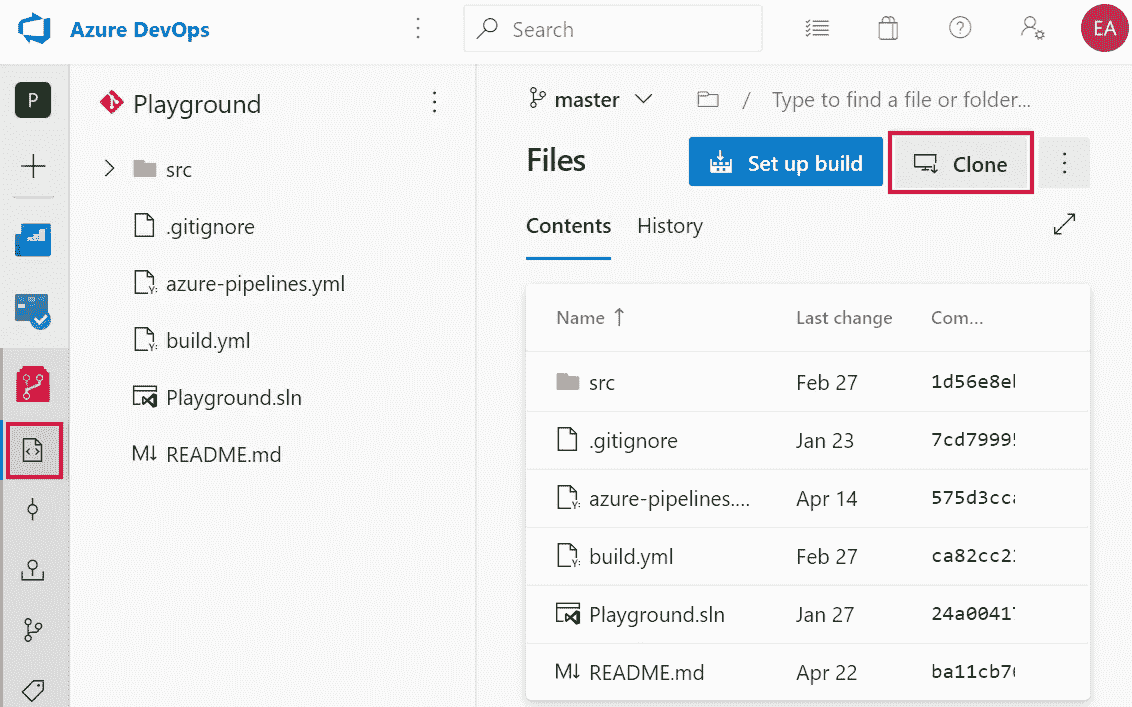 Azure DevOps
Search
EA
P
Playground
master
/ Type to find a file or folder...
src
Files
Set up build
Clone
.gitignore
Contents
History
azure-pipelines.yml
build.yml
Name ↑ Last change Com...
Playground.sln
src Feb 27 1d56e8e
README.md
.gitignore Jan 23 7cd7999
azure-pipelines.... Apr 14 575d3cc
build.yml Feb 27 ca82cc2
Playground.sln Jan 27 24a0041
README.md Apr 22 ba11cb7